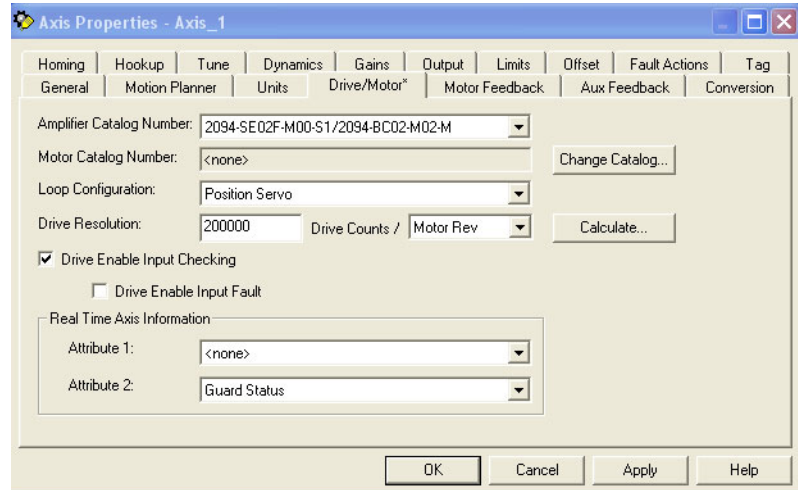 Axis Properties - Axis_1
Homing Hookup Tune Dynamics Gains Output Limits Offset Fault Actions Tag
General Motion Planner Units Drive/Motor* Motor Feedback Aux Feedback Conversion
Amplifier Catalog Number: 2094-SE02F-M00-S1/2094-BC02-M02-M
Motor Catalog Number: <none> Change Catalog...
Loop Configuration: Position Servo
Drive Resolution: 200000 Drive Counts / Motor Rev Calculate...
Drive Enable Input Checking
Drive Enable Input Fault
Real Time Axis Information
Attribute 1: <none>
Attribute 2: Guard Status
OK Cancel Apply Help